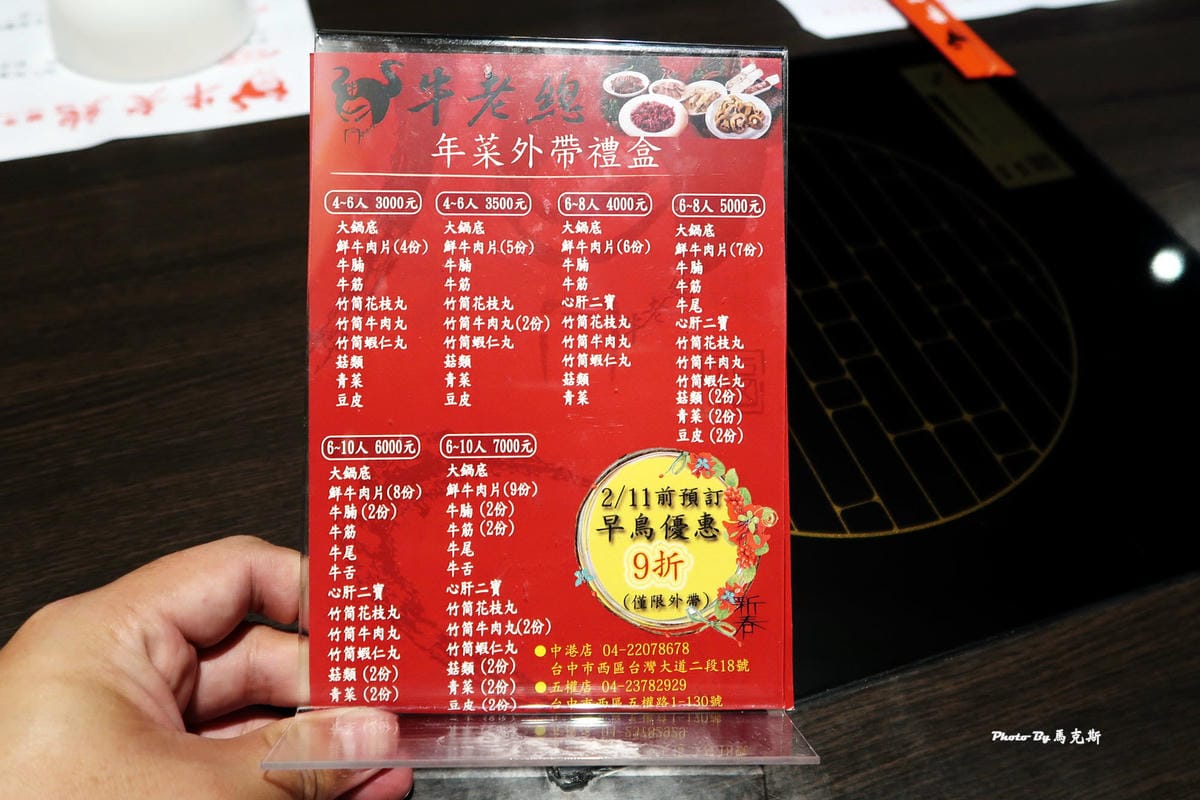 牛老總
年菜外帶禮盒
4~6人 3000元
大鍋底
鮮牛肉片(4份)
牛腩
牛筋
竹筒花枝丸
竹筒牛肉丸
竹筒蝦仁丸
菇類
青菜
豆皮
4~6人 3500元
大鍋底
鮮牛肉片(5份)
牛腩
牛筋
竹筒花枝丸
竹筒牛肉丸(2份)
竹筒蝦仁丸
菇類
青菜
豆皮
6~8人 4000元
大鍋底
鮮牛肉片(6份)
牛腩
牛筋
心肝二寶
竹筒花枝丸
竹筒牛肉丸
竹筒蝦仁丸
菇類
青菜
6~8人 5000元
大鍋底
鮮牛肉片(7份)
牛腩
牛筋
牛尾
心肝二寶
竹筒花枝丸
竹筒牛肉丸
竹筒蝦仁丸
菇類(2份)
青菜(2份)
豆皮(2份)
6~10人 6000元
大鍋底
鮮牛肉片(8份)
牛腩(2份)
牛筋
牛尾
牛舌
心肝二寶
竹筒花枝丸
竹筒牛肉丸
竹筒蝦仁丸
菇類(2份)
青菜(2份)
6~10人 7000元
大鍋底
鮮牛肉片(9份)
牛腩(2份)
牛筋(2份)
牛尾
牛舌
心肝二寶
竹筒花枝丸
竹筒牛肉丸(2份)
竹筒蝦仁丸
菇類(2份)
青菜(2份)
豆皮(2份)
2/11前預訂
早鳥優惠
9折
(僅限外帶)
新春
●中港店 04-22078678
台中市西區台灣大道二段18號
●五權店 04-23782929
台中市西區五權路1-130號
Photo By 馬克斯